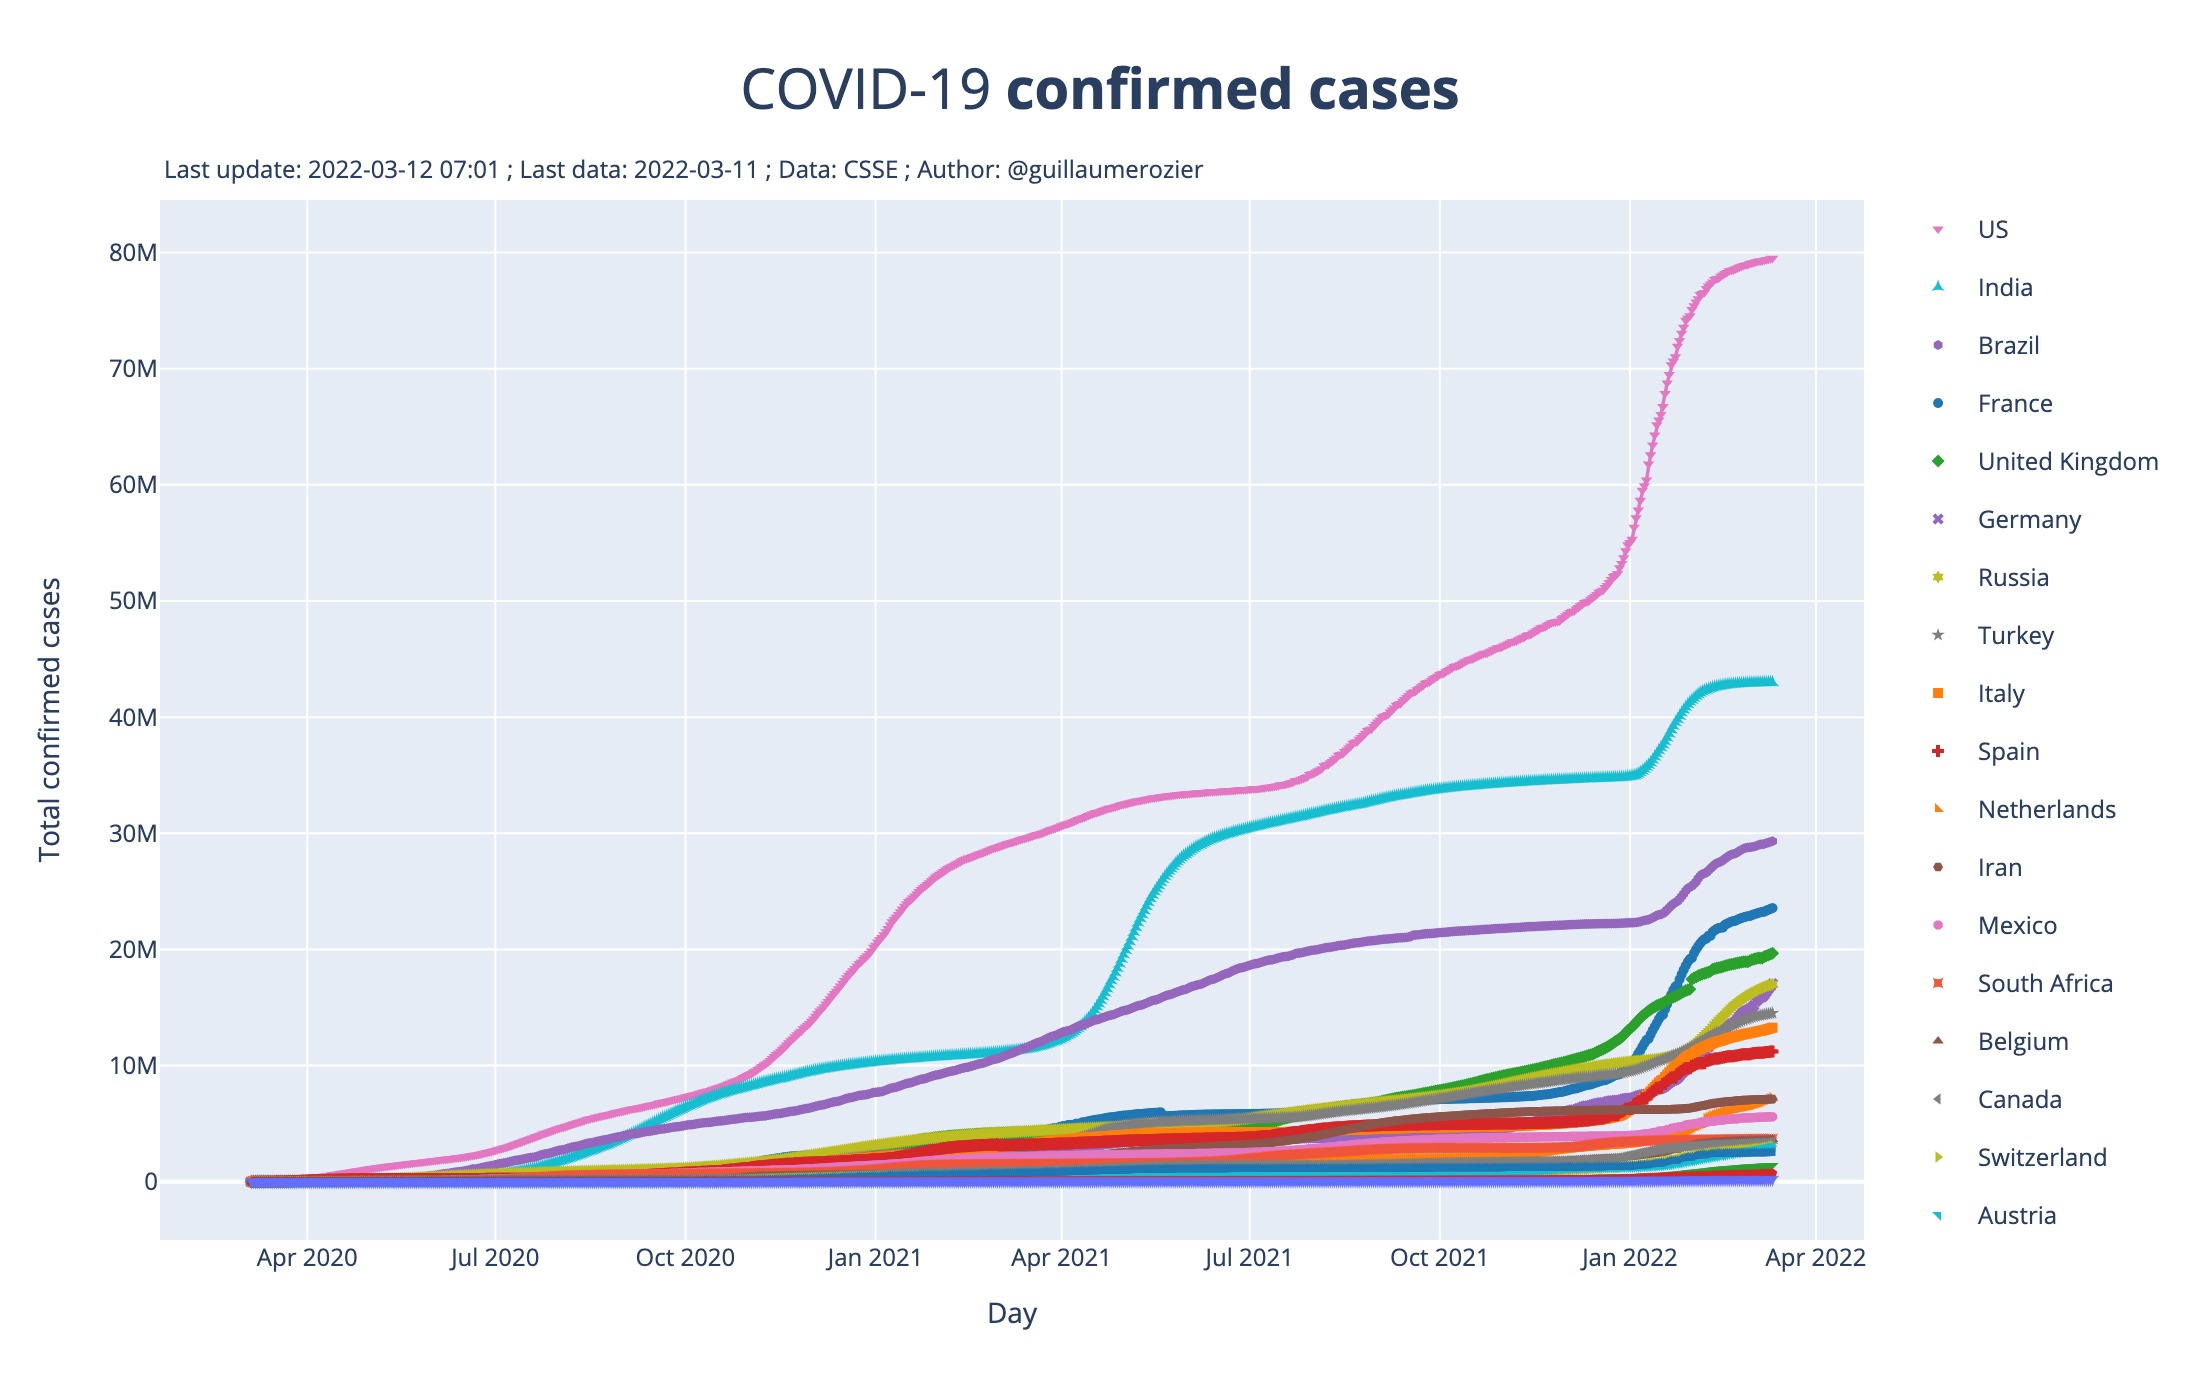 COVID-19 confirmed cases
Last update: 2022-03-12 07:01 ; Last data: 2022-03-11 ; Data: CSSE ; Author: @guillaumerozier
Total confirmed cases
80M
70M
60M
50M
40M
30M
20M
10M
0
Apr 2020
Jul 2020
Oct 2020
Jan 2021
Apr 2021
Jul 2021
Oct 2021
Jan 2022
Apr 2022
Day
US
India
Brazil
France
United Kingdom
Germany
Russia
Turkey
Italy
Spain
Netherlands
Iran
Mexico
South Africa
Belgium
Canada
Switzerland
Austria